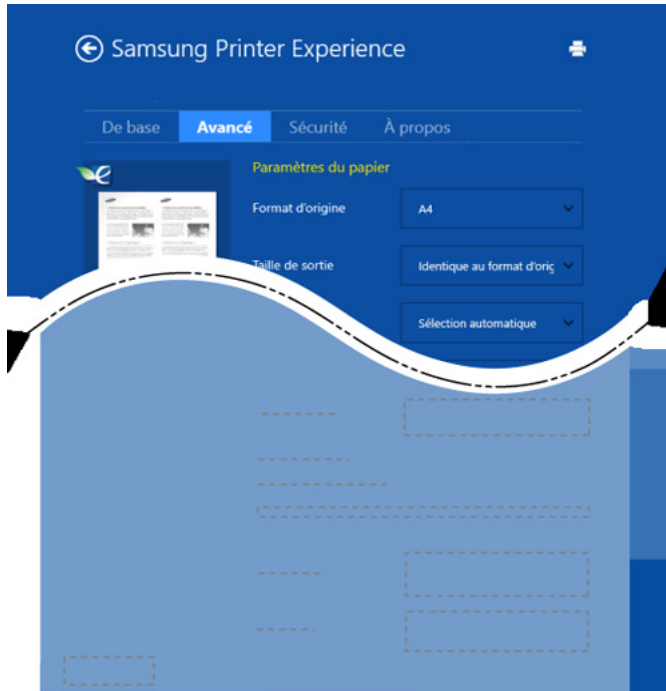 Samsung Printer Experience
De base Avancé Sécurité À propos
Paramètres du papier
Format d'origine A4
Taille de sortie Identique au format d'orig
Sélection automatique